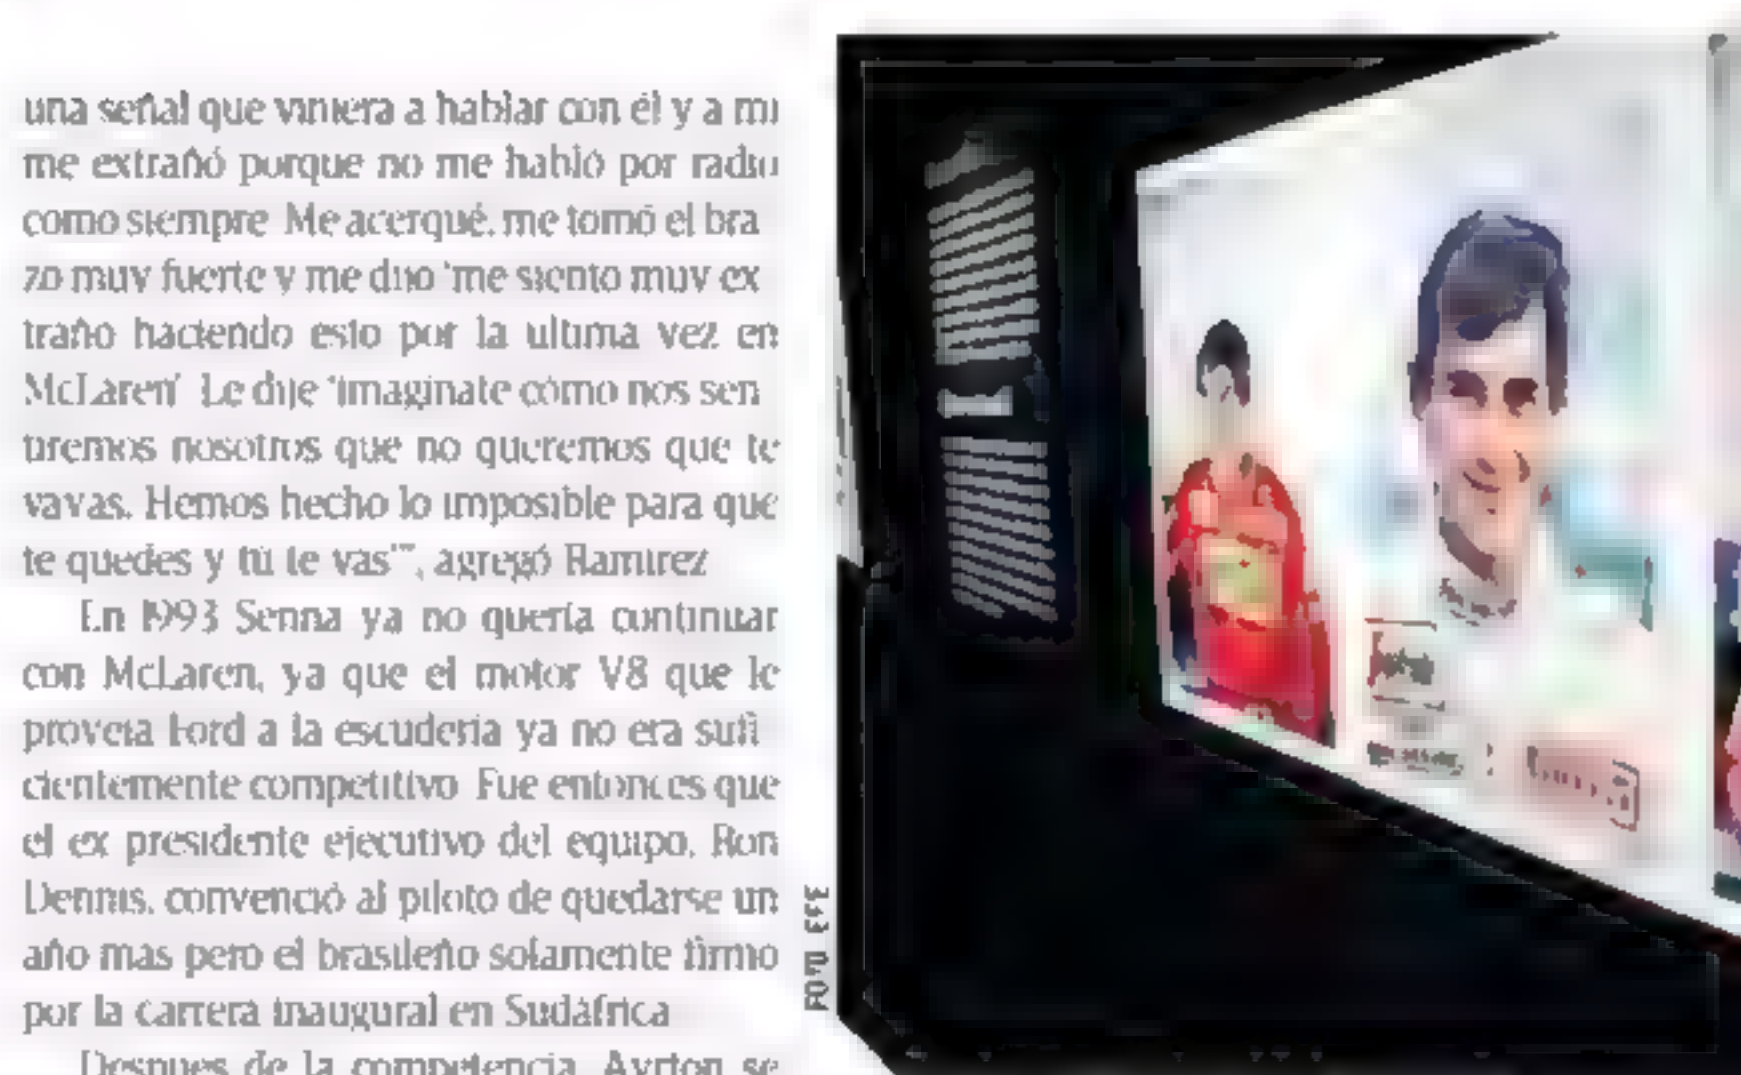 una señal que viniera a hablar con él y a mí
me extrañó porque no me habló por radio
como siempre. Me acerqué, me tomó el bra-
zo muy fuerte y me dijo 'me siento muy ex-
traño haciendo esto por la última vez en
McLaren'. Le dije 'imagínate cómo nos sen-
tiremos nosotros que no queremos que te
vayas. Hemos hecho lo imposible para que
te quedes y tú te vas'", agregó Ramírez.
En 1993 Senna ya no quería continuar
con McLaren, ya que el motor V8 que le
proveía Ford a la escudería ya no era sufi-
cientemente competitivo. Fue entonces que
el ex presidente ejecutivo del equipo, Ron
Dennis, convenció al piloto de quedarse un
año más pero el brasileño solamente firmó
por la carrera inaugural en Sudáfrica.
Después de la competencia, Ayrton se
FOTO EFE